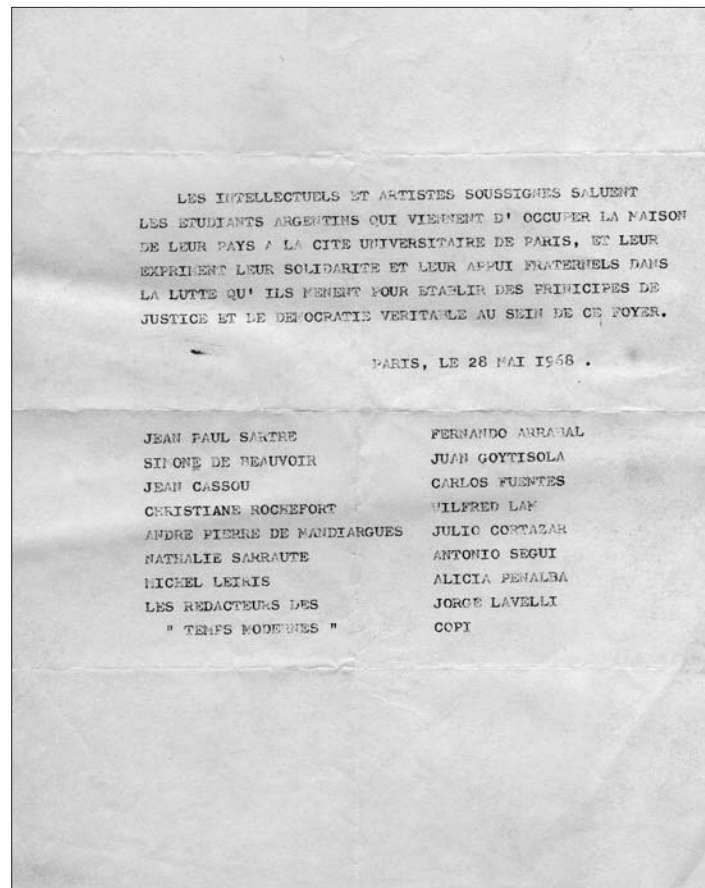 LES INTELLECTUELS ET ARTISTES SOUSSIGNES SALUENT
LES ETUDIANTS ARGENTINS QUI VIENNENT D' OCCUPER LA MAISON
DE LEUR PAYS A LA CITE UNIVERSITAIRE DE PARIS, ET LEUR
EXPRIMENT LEUR SOLIDARITE ET LEUR APPUI FRATERNELS DANS
LA LUTTE QU' ILS MENENT POUR ETABLIR DES PRINICIPES DE
JUSTICE ET DE DEMOCRATIE VERITABLE AU SEIN DE CE FOYER.
PARIS, LE 28 MAI 1968 .
JEAN PAUL SARTRE
SIMONE DE BEAUVOIR
JEAN CASSOU
CHRISTIANE ROCHEFORT
ANDRE PIERRE DE MANDIARGUES
NATHALIE SARRAUTE
MICHEL LEIRIS
LES REDACTEURS DES
" TEMPS MODERNES "
FERNANDO ARRABAL
JUAN GOYTISOLA
CARLOS FUENTES
WILFRED LAM
JULIO CORTAZAR
ANTONIO SEGUI
ALICIA PENALBA
JORGE LAVELLI
COPI